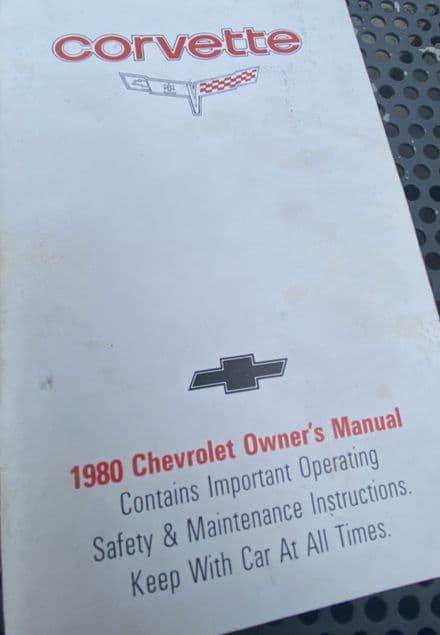 corvette
1980 Chevrolet Owner's Manual
Contains Important Operating
Safety & Maintenance Instructions.
Keep With Car At All Times.